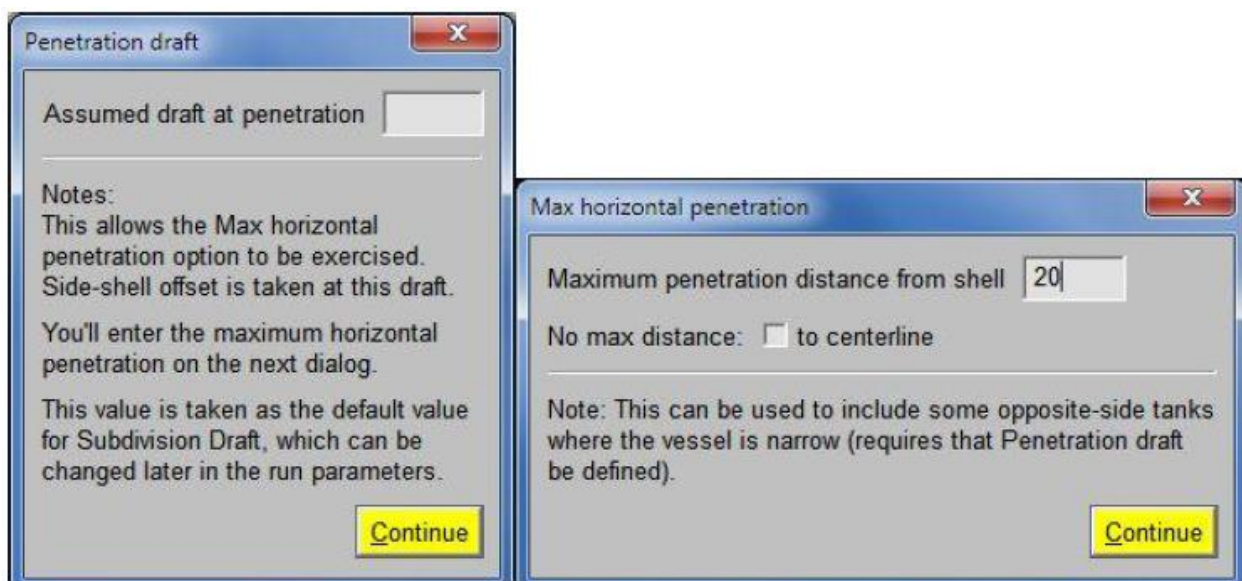 Penetration draft
x
Assumed draft at penetration
Notes:
This allows the Max horizontal
penetration option to be exercised.
Side-shell offset is taken at this draft.
You'll enter the maximum horizontal
penetration on the next dialog.
This value is taken as the default value
for Subdivision Draft, which can be
changed later in the run parameters.
Continue
Max horizontal penetration
x
Maximum penetration distance from shell 20
No max distance: to centerline
Note: This can be used to include some opposite-side tanks
where the vessel is narrow (requires that Penetration draft
be defined).
Continue